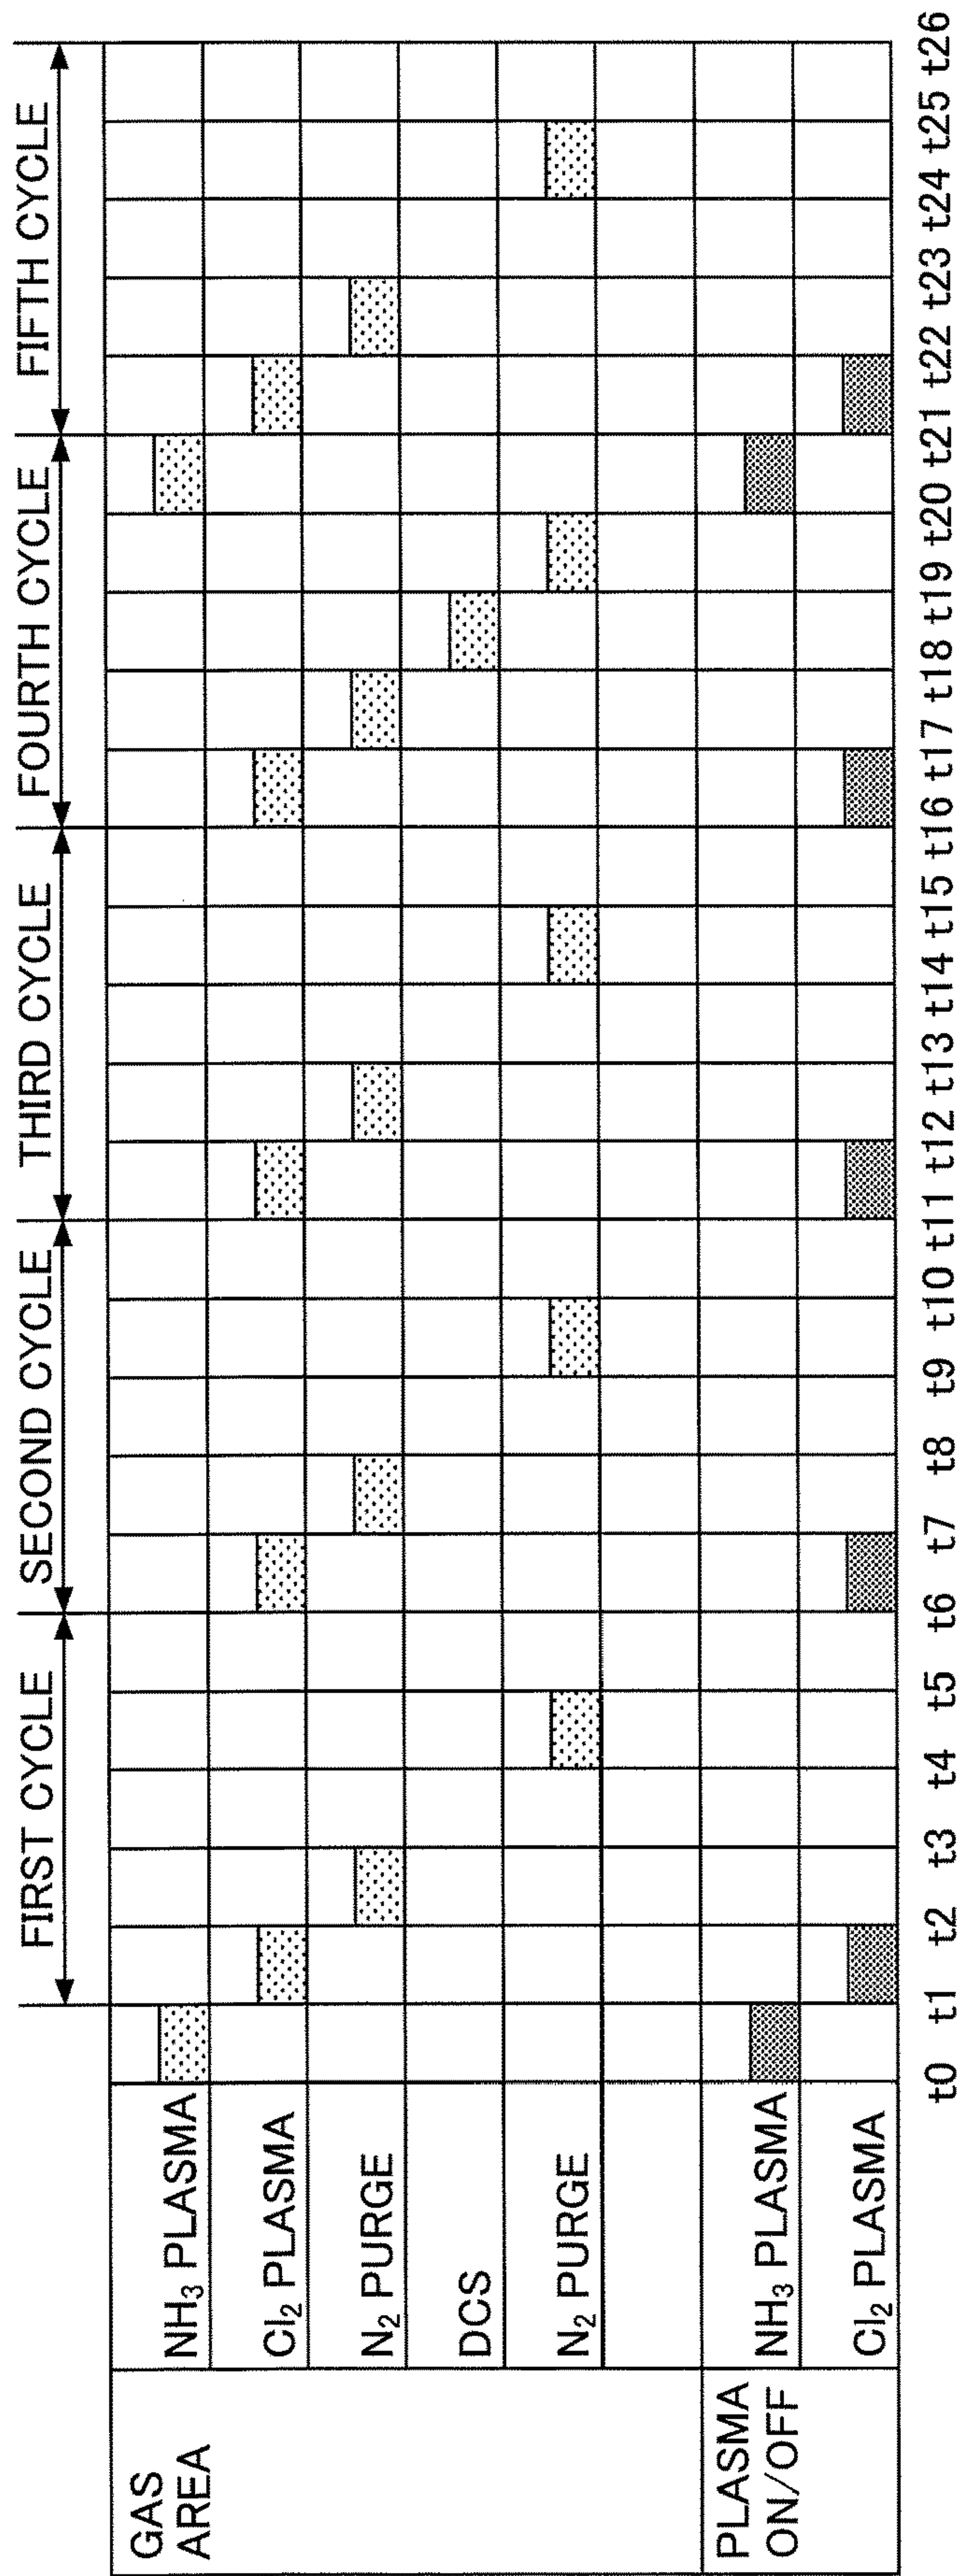 FIRST CYCLE
SECOND CYCLE
THIRD CYCLE
FOURTH CYCLE
FIFTH CYCLE
GAS
AREA
NH₃ PLASMA
Cl₂ PLASMA
N₂ PURGE
DCS
N₂ PURGE
PLASMA
ON/OFF
NH₃ PLASMA
Cl₂ PLASMA
t0 t1 t2 t3 t4 t5 t6 t7 t8 t9 t10 t11 t12 t13 t14 t15 t16 t17 t18 t19 t20 t21 t22 t23 t24 t25 t26